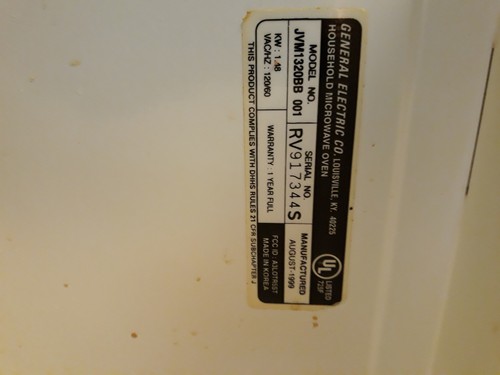 GENERAL ELECTRIC CO. LOUISVILLE, KY. 40225
HOUSEHOLD MICROWAVE OVEN
UL LISTED
MODEL NO.
JVM1320BB 001
SERIAL NO.
RV917344S
MANUFACTURED
AUGUST-1999
KW : 1.48
VAC/HZ : 120/60
WARRANTY : 1 YEAR FULL
FCC ID : A3LOTR1ST
MADE IN KOREA
THIS PRODUCT COMPLIES WITH DHHS RULES 21 CFR SUBCHAPTER J